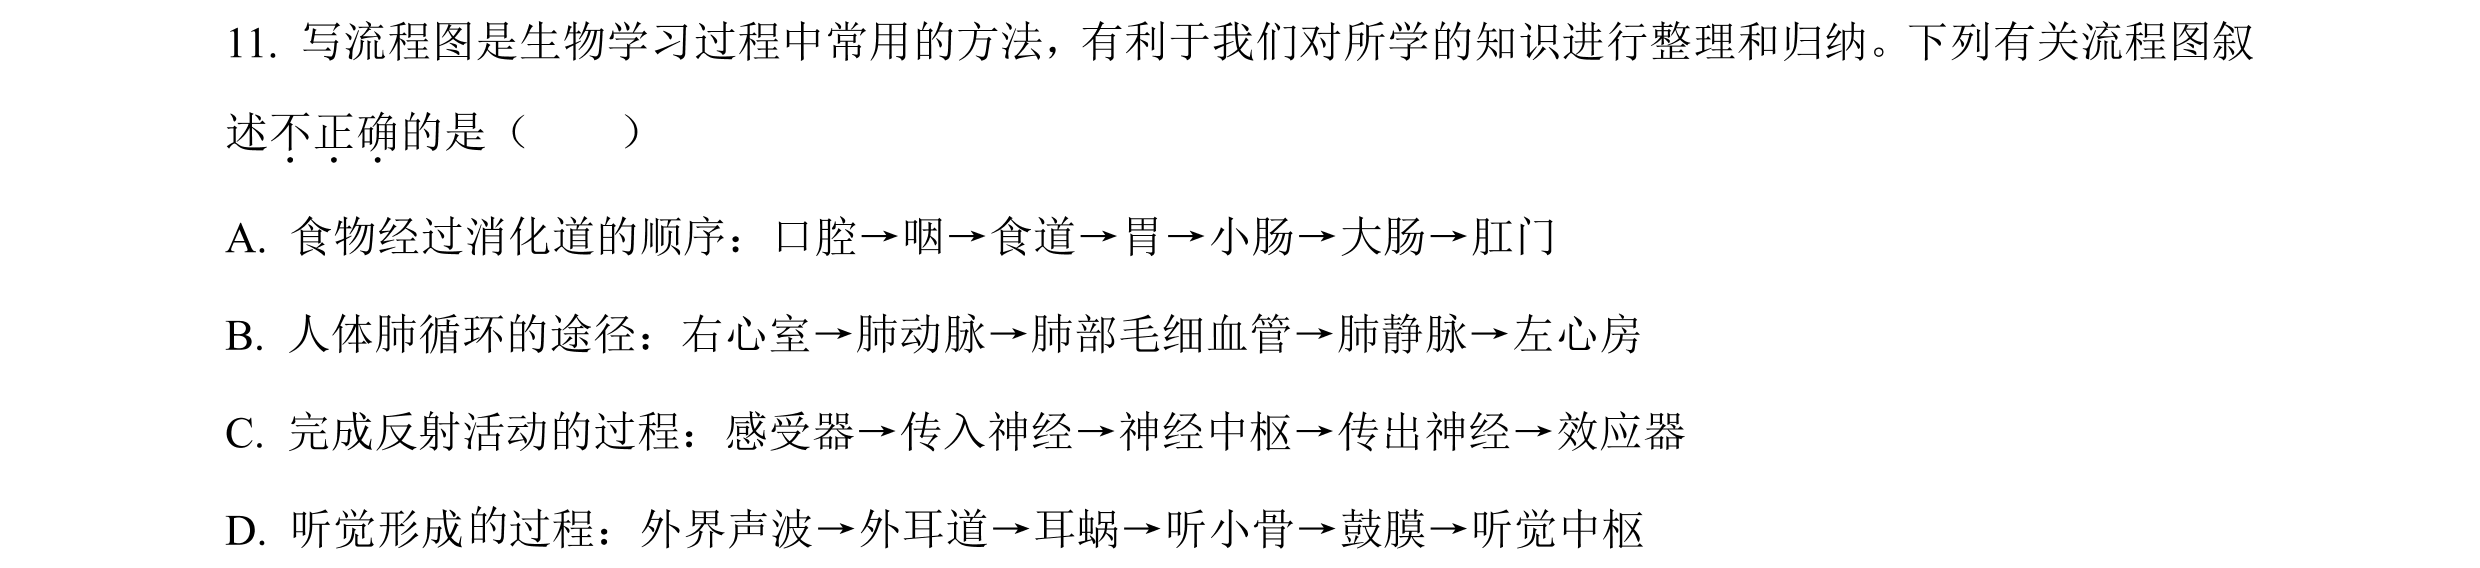 11. 写流程图是生物学习过程中常用的方法，有利于我们对所学的知识进行整理和归纳。下列有关流程图叙
述不正确的是（　　）
A. 食物经过消化道的顺序：口腔→咽→食道→胃→小肠→大肠→肛门
B. 人体肺循环的途径：右心室→肺动脉→肺部毛细血管→肺静脉→左心房
C. 完成反射活动的过程：感受器→传入神经→神经中枢→传出神经→效应器
D. 听觉形成的过程：外界声波→外耳道→耳蜗→听小骨→鼓膜→听觉中枢